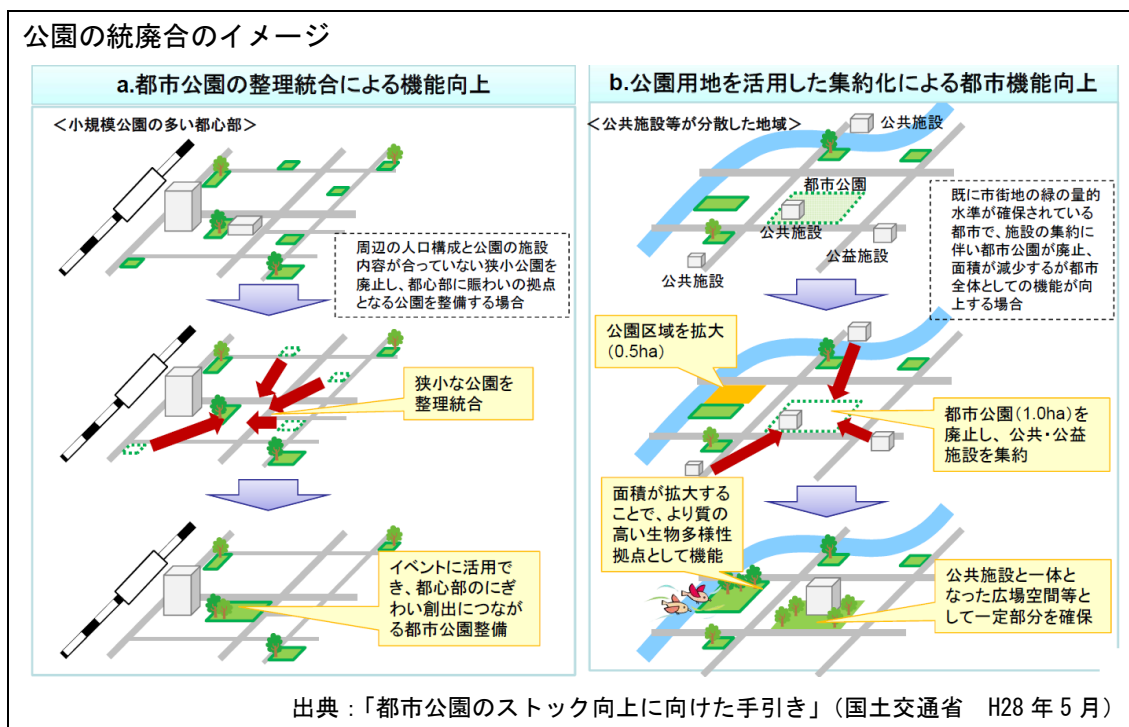 公園の統廃合のイメージ
a.都市公園の整理統合による機能向上
＜小規模公園の多い都心部＞
周辺の人口構成と公園の施設
内容が合っていない狭小公園を
廃止し、都心部に賑わいの拠点
となる公園を整備する場合
狭小な公園を
整理統合
イベントに活用で
き、都心部のにぎ
わい創出につなが
る都市公園整備
b.公園用地を活用した集約化による都市機能向上
＜公共施設等が分散した地域＞
公共施設
都市公園
公共施設
公益施設
公共施設
既に市街地の緑の量的
水準が確保されている
都市で、施設の集約に
伴い都市公園が廃止、
面積が減少するが都市
全体としての機能が向
上する場合
公園区域を拡大
（0.5ha）
都市公園（1.0ha）を
廃止し、公共・公益
施設を集約
面積が拡大する
ことで、より質の
高い生物多様性
拠点として機能
公共施設と一体と
なった広場空間等と
して一定部分を確保
出典：「都市公園のストック向上に向けた手引き」（国土交通省　H28 年 5 月）